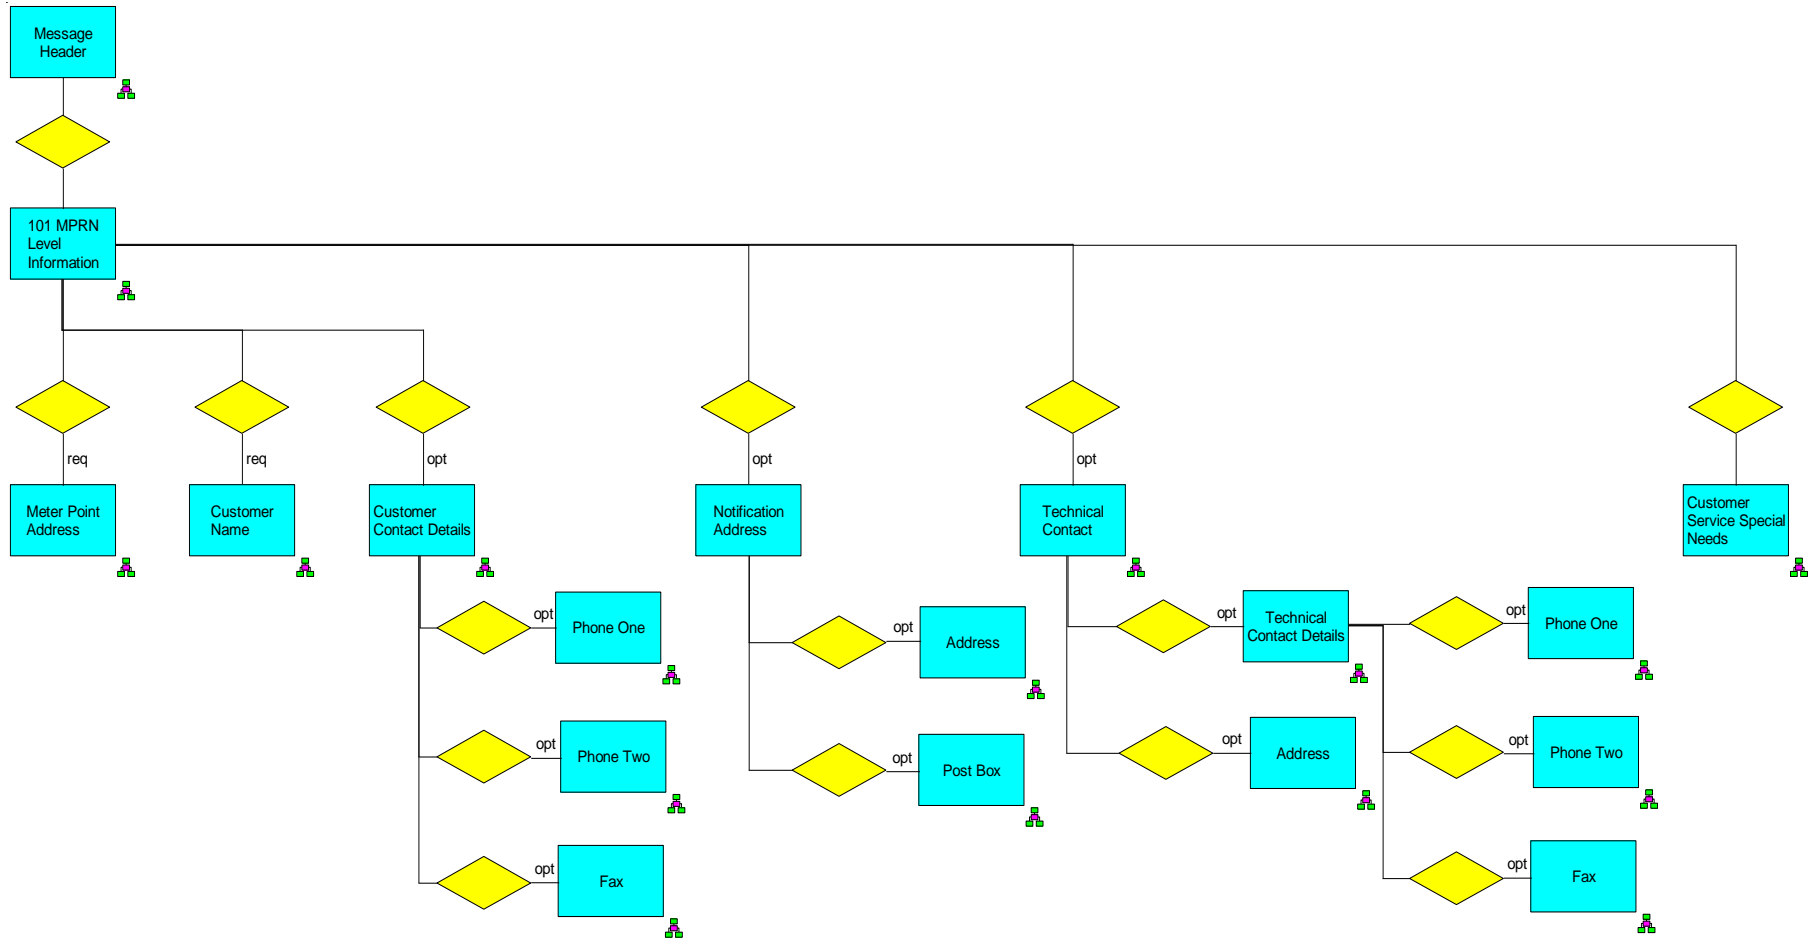 Message
Header
101 MPRN
Level
Information
req
req
opt
opt
opt
Meter Point
Address
Customer
Name
Customer
Contact Details
Notification
Address
Technical
Contact
Customer
Service Special
Needs
opt
Phone One
opt
Address
opt
Technical
Contact Details
opt
Phone One
opt
Phone Two
opt
Post Box
opt
Address
opt
Phone Two
opt
Fax
opt
Fax